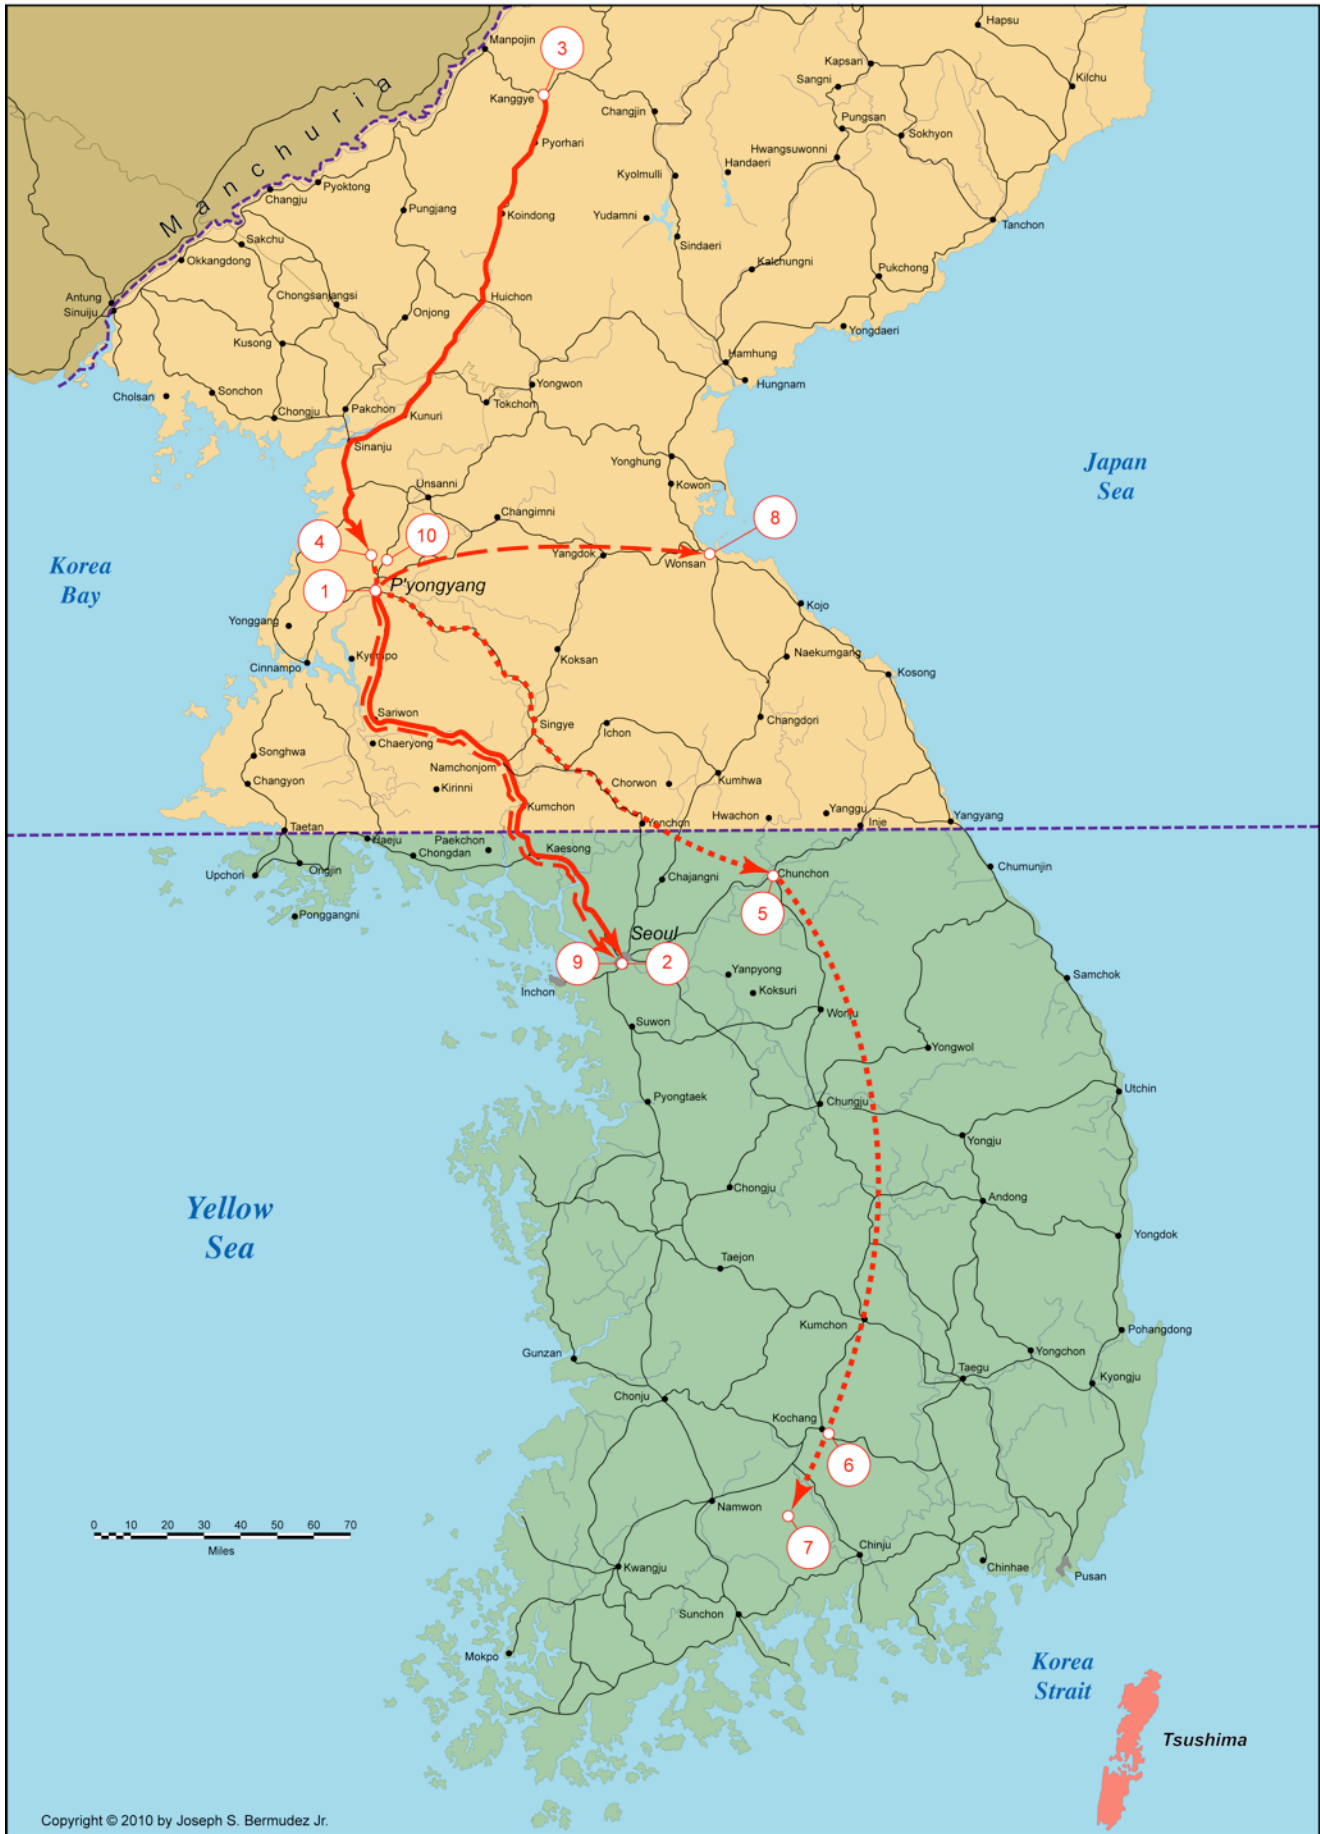 Hapsu
Manpojin
3
Kapsan
Sangni
Kilchu
Kanggye
Changjin
Manchuria
Pungsan
Sokhyon
Pyorhari
Hwangsuwonni
Handaeri
Kyolmulli
Pyoktong
Changju
Pungjang
Koindong
Yudamni
Tanchon
Sakchu
Sindaeri
Okkangdong
Kalchungni
Pukchong
Antung
Sinuiju
Chongsanjangsi
Huichon
Onjong
Yongdaeri
Kusong
Hamhung
Hungnam
Yongwon
Cholsan
Sonchon
Tokchon
Chongju
Pakchon
Kunuri
Sinanju
Yonghung
Japan
Sea
Kowon
Unsanni
Changimni
8
4
10
Korea
Bay
Yangdok
Wonsan
1
P'yongyang
Kojo
Yonggang
Kyomipo
Cinnampo
Koksan
Naekumgang
Kosong
Sariwon
Singye
Ichon
Changdori
Chaeryong
Songhwa
Namchonjom
Changyon
Kirinni
Chorwon
Kumhwa
Kumchon
Hwachon
Yanggu
Inje
Yangyang
Taetan
Yonchon
Haeju
Paekchon
Kaesong
Chongdan
Upchori
Ongjin
Chajangni
Chunchon
Chumunjin
Ponggangni
5
Seoul
9
2
Yanpyong
Samchok
Inchon
Koksuri
Suwon
Wonju
Yongwol
Utchin
Pyongtaek
Chungju
Yongju
Chongju
Andong
Yellow
Sea
Yongdok
Taejon
Kumchon
Pohangdong
Gunzan
Yongchon
Taegu
Kyongju
Chonju
Kochang
6
Namwon
0 10 20 30 40 50 60 70
Miles
7
Chinju
Kwangju
Chinhae
Pusan
Sunchon
Mokpo
Korea
Strait
Tsushima
Copyright © 2010 by Joseph S. Bermudez Jr.